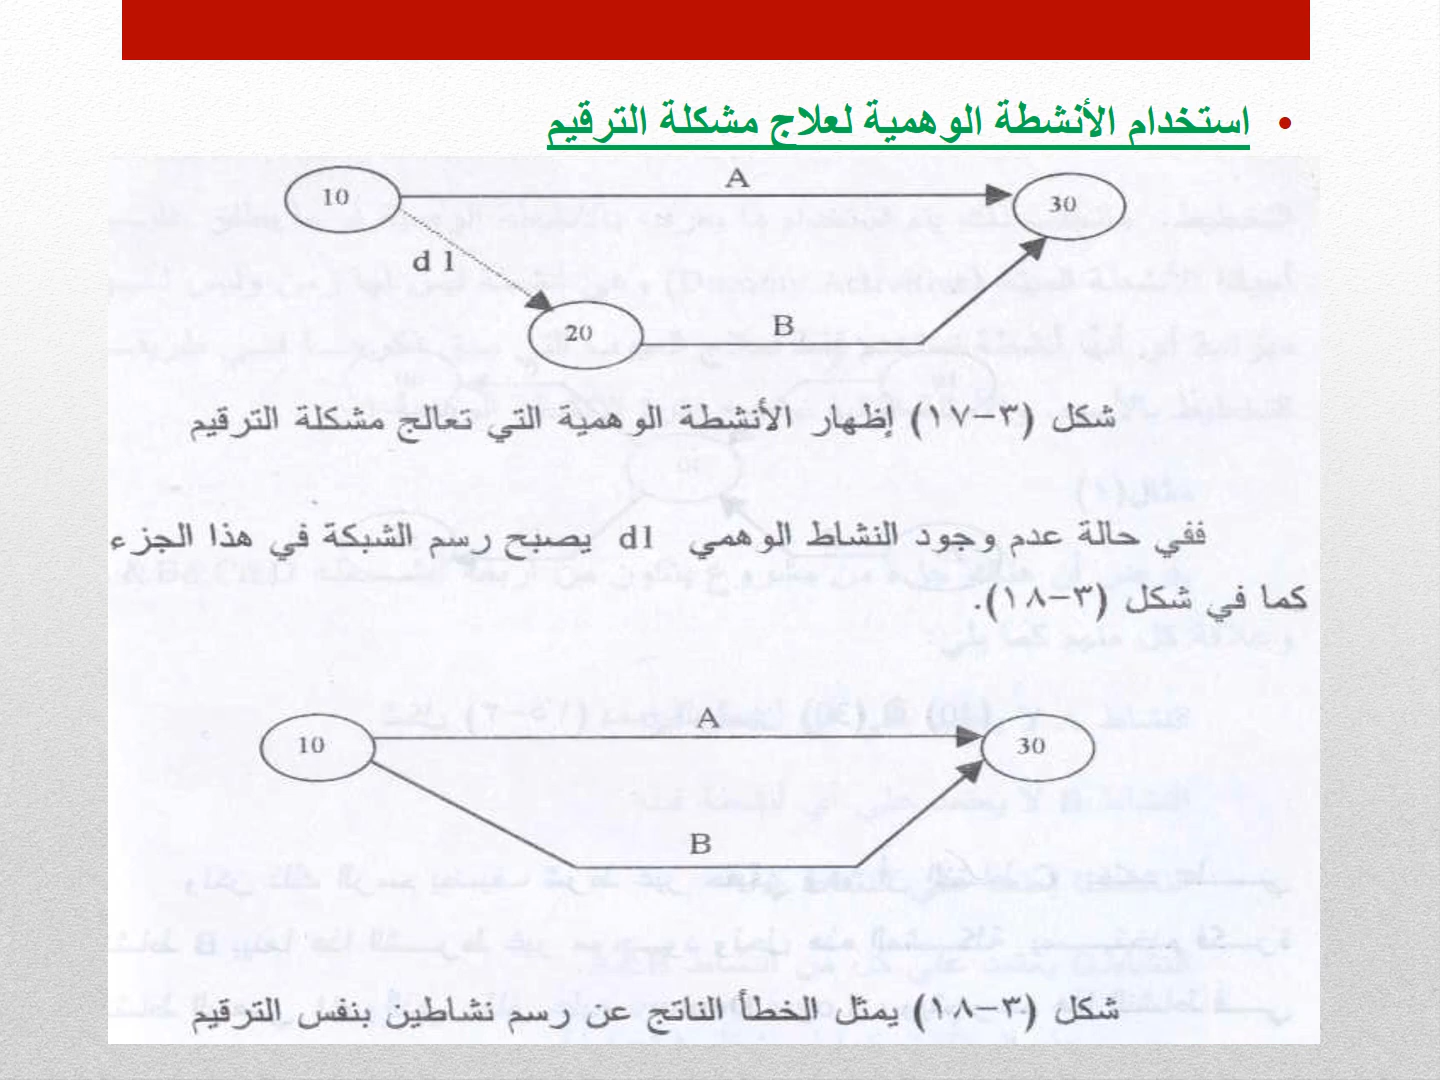 • استخدام الأنشطة الوهمية لعلاج مشكلة الترقيم
A
10
30
d 1
20
B
شكل (٣-١٧) إظهار الأنشطة الوهمية التي تعالج مشكلة الترقيم
ففي حالة عدم وجود النشاط الوهمي d1 يصبح رسم الشبكة في هذا الجزء
كما في شكل (٣-١٨).
A
10
30
B
شكل (٣-١٨) يمثل الخطأ الناتج عن رسم نشاطين بنفس الترقيم